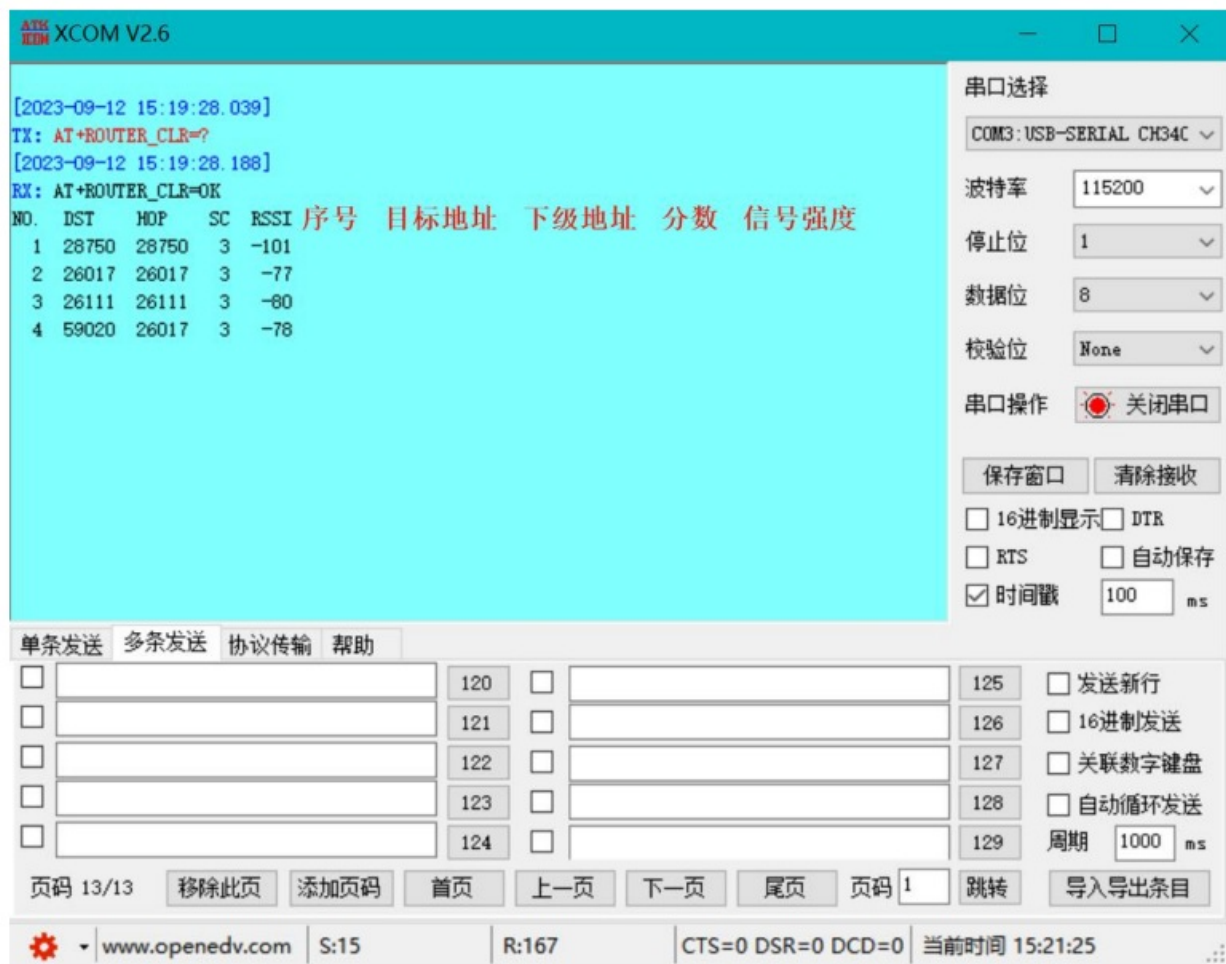 ATK XCOM XCOM V2.6
[2023-09-12 15:19:28.039]
TX: AT+ROUTER_CLR=?
[2023-09-12 15:19:28.188]
RX: AT+ROUTER_CLR=OK
NO. DST HOP SC RSSI 序号 目标地址 下级地址 分数 信号强度
1 28750 28750 3 -101
2 26017 26017 3 -77
3 26111 26111 3 -80
4 59020 26017 3 -78
串口选择
COM3:USB-SERIAL CH340
波特率 115200
停止位 1
数据位 8
校验位 None
串口操作 关闭串口
保存窗口 清除接收
16进制显示 DTR
RTS 自动保存
时间戳 100 ms
单条发送 多条发送 协议传输 帮助
120 125 发送新行
121 126 16进制发送
122 127 关联数字键盘
123 128 自动循环发送
124 129 周期 1000 ms
页码 13/13 移除此页 添加页码 首页 上一页 下一页 尾页 页码 1 跳转 导入导出条目
www.openedv.com S:15 R:167 CTS=0 DSR=0 DCD=0 当前时间 15:21:25